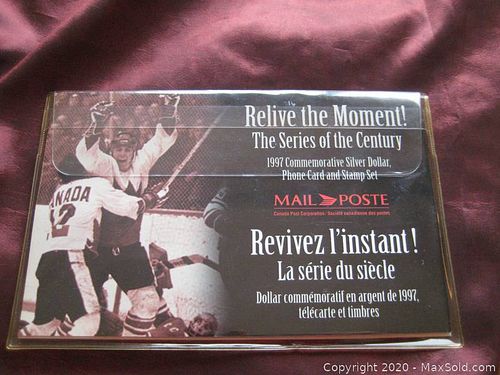 Relive the Moment!
The Series of the Century
1997 Commemorative Silver Dollar,
Phone Card and Stamp Set
MAIL POSTE
Canada Post Corporation / Société canadienne des postes
Revivez l'instant !
La série du siècle
Dollar commémoratif en argent de 1997,
télécarte et timbres
ANADA
12
Copyright © 2020 - MaxSold.com